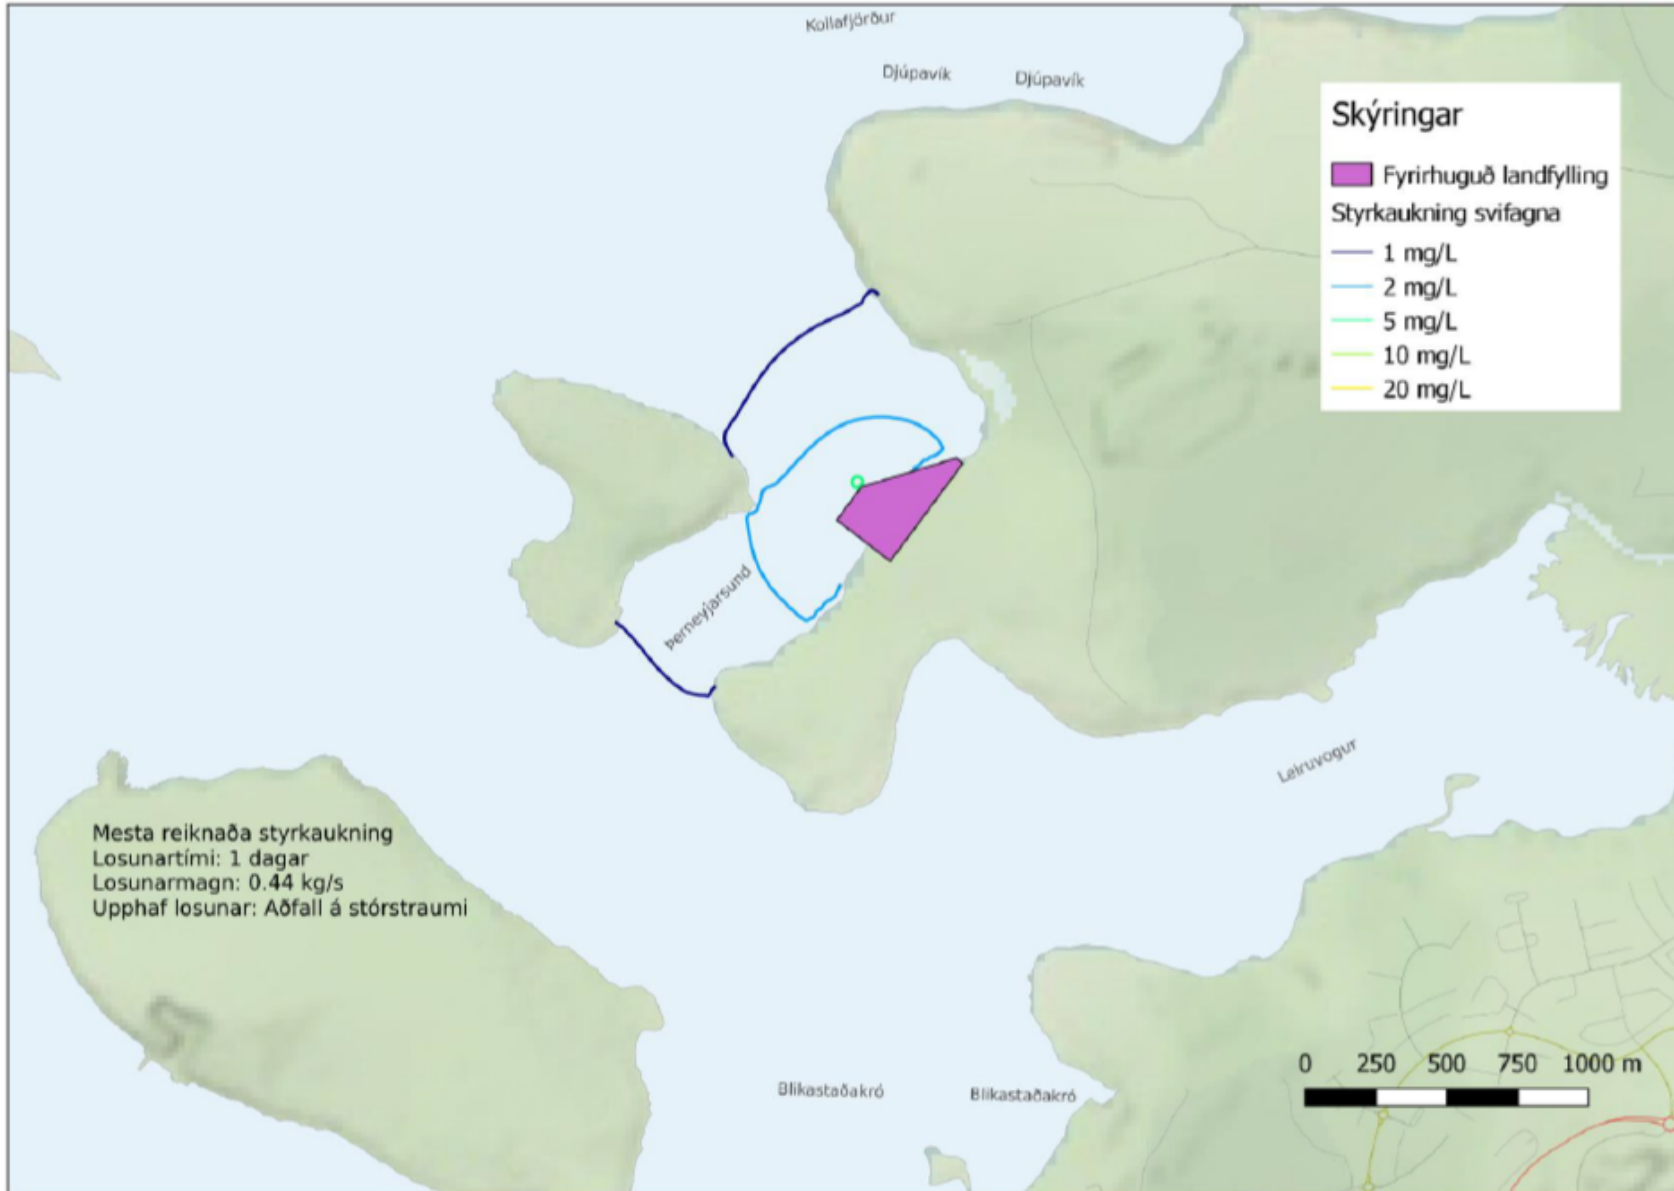 Kollafjörður
Djúpavík
Djúpavík
Skýringar
Fyrirhuguð landfylling
Styrkaukning svifagna
1 mg/L
2 mg/L
5 mg/L
10 mg/L
20 mg/L
Þerneyjarsund
Leiruvogur
Mesta reiknaða styrkaukning
Losunartími: 1 dagar
Losunarmagn: 0.44 kg/s
Upphaf losunar: Aðfall á stórstraumi
0 250 500 750 1000 m
Blikastaðakró
Blikastaðakró